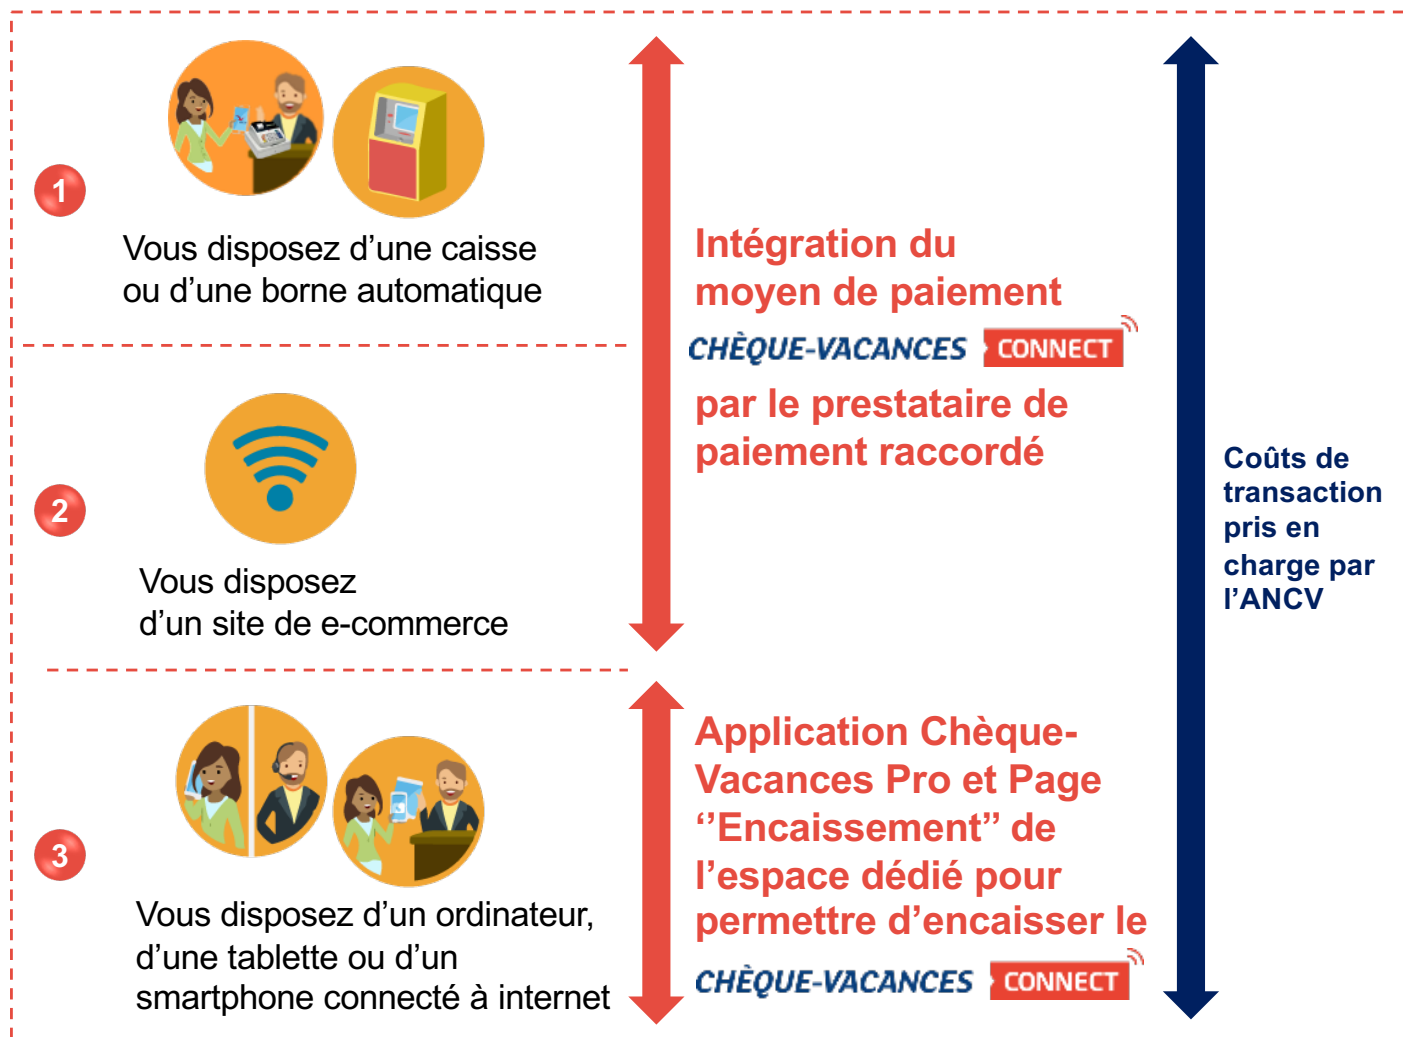 1
Vous disposez d’une caisse
ou d’une borne automatique
2
Vous disposez
d’un site de e-commerce
3
Vous disposez d’un ordinateur,
d’une tablette ou d’un
smartphone connecté à internet
Intégration du
moyen de paiement
CHÈQUE-VACANCES CONNECT
par le prestataire de
paiement raccordé
Application Chèque-
Vacances Pro et Page
‘’Encaissement’’ de
l’espace dédié pour
permettre d’encaisser le
CHÈQUE-VACANCES CONNECT
Coûts de
transaction
pris en
charge par
l’ANCV